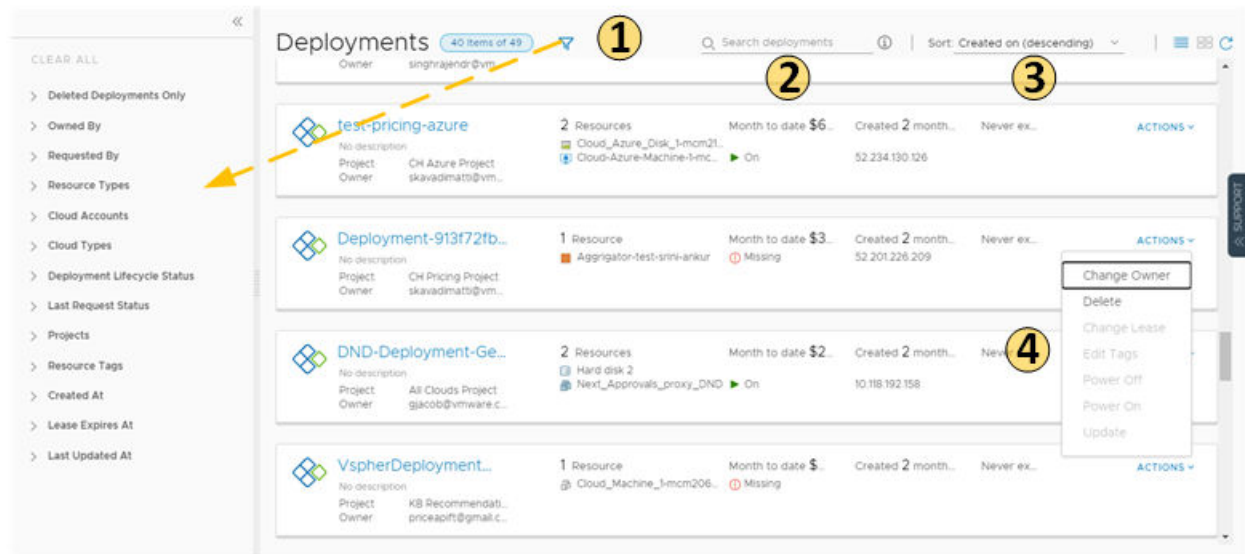 «
CLEAR ALL
> Deleted Deployments Only
> Owned By
> Requested By
> Resource Types
> Cloud Accounts
> Cloud Types
> Deployment Lifecycle Status
> Last Request Status
> Projects
> Resource Tags
> Created At
> Lease Expires At
> Last Updated At
Deployments 40 items of 49 1 Search deployments Sort: Created on (descending)
2 3
Owner singhrajendr@vm...
test-pricing-azure 2 Resources Month to date $6... Created 2 month... Never ex... ACTIONS
No description Cloud_Azure_Disk_1-mcm21...
Cloud-Azure-Machine-1-mc... On 52.234.130.126
Project CH Azure Project
Owner skavadimatti@vm...
Deployment-913f72fb... 1 Resource Month to date $3... Created 2 month... Never ex... ACTIONS
No description Aggrigator-test-srini-ankur Missing 52.201.226.209
Project CH Pricing Project
Owner skavadimatti@vm...
Change Owner
Delete
Change Lease
Edit Tags
Power Off
Power On
Update
4
DND-Deployment-Ge... 2 Resources Month to date $2... Created 2 month...
No description Hard disk 2
Next_Approvals_proxy_DND On 10.118.192.158
Project All Clouds Project
Owner gjacob@vmware.c...
VspherDeployment... 1 Resource Month to date $... Created 2 month... Never ex... ACTIONS
No description Cloud_Machine_1-mcm206... Missing
Project KB Recommendati...
Owner priceapift@gmail.c...
« SUPPORT